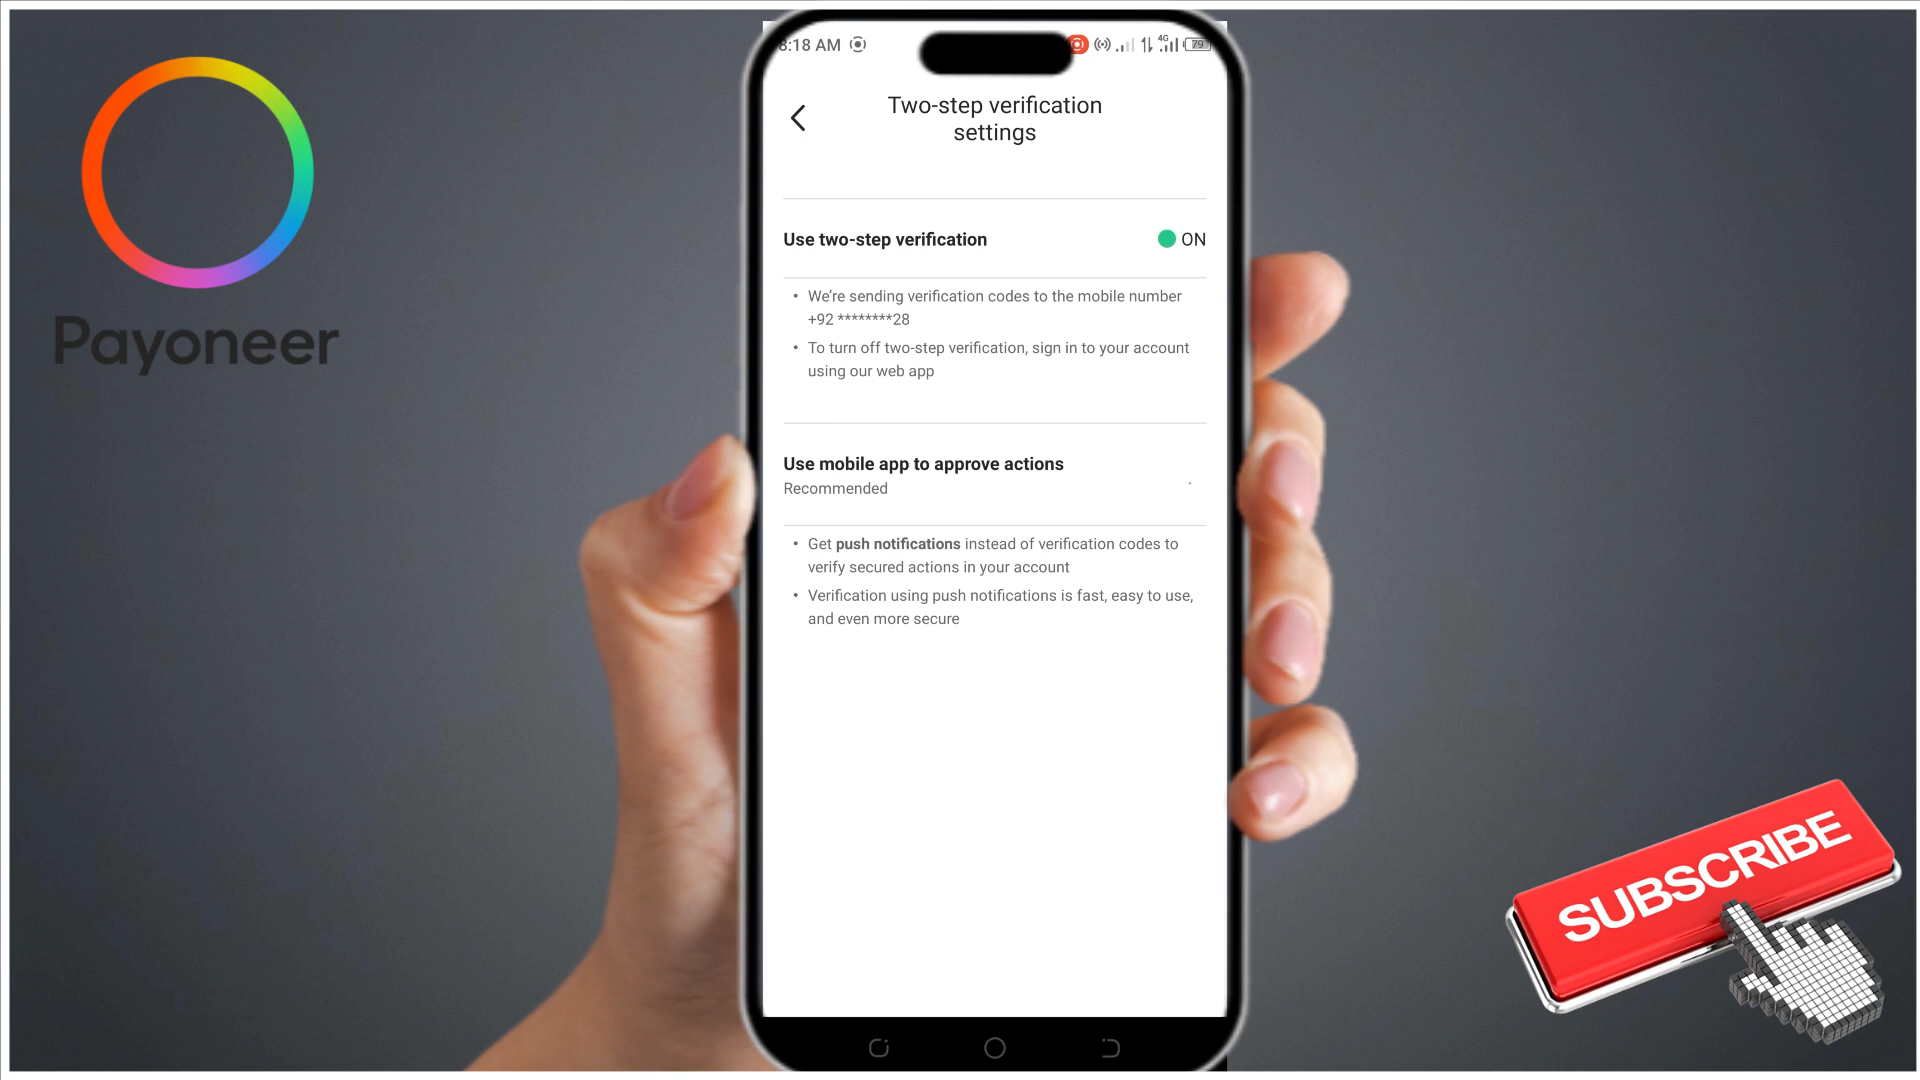 8:18 AM
4G
79
Two-step verification
settings
Payoneer
Use two-step verification
ON
• We’re sending verification codes to the mobile number
+92 ********28
• To turn off two-step verification, sign in to your account
using our web app
Use mobile app to approve actions
Recommended
• Get push notifications instead of verification codes to
verify secured actions in your account
• Verification using push notifications is fast, easy to use,
and even more secure
SUBSCRIBE